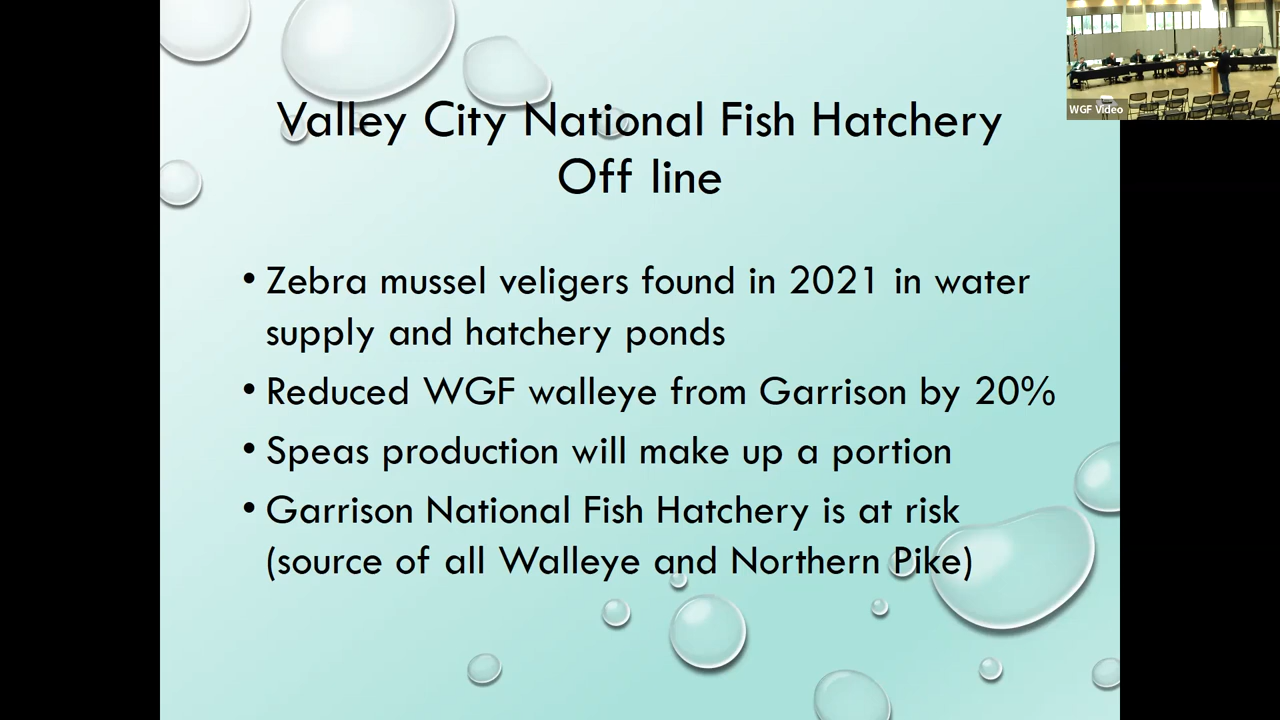 Valley City National Fish Hatchery
Off line
• Zebra mussel veligers found in 2021 in water
supply and hatchery ponds
• Reduced WGF walleye from Garrison by 20%
• Speas production will make up a portion
• Garrison National Fish Hatchery is at risk
(source of all Walleye and Northern Pike)
WGF Video